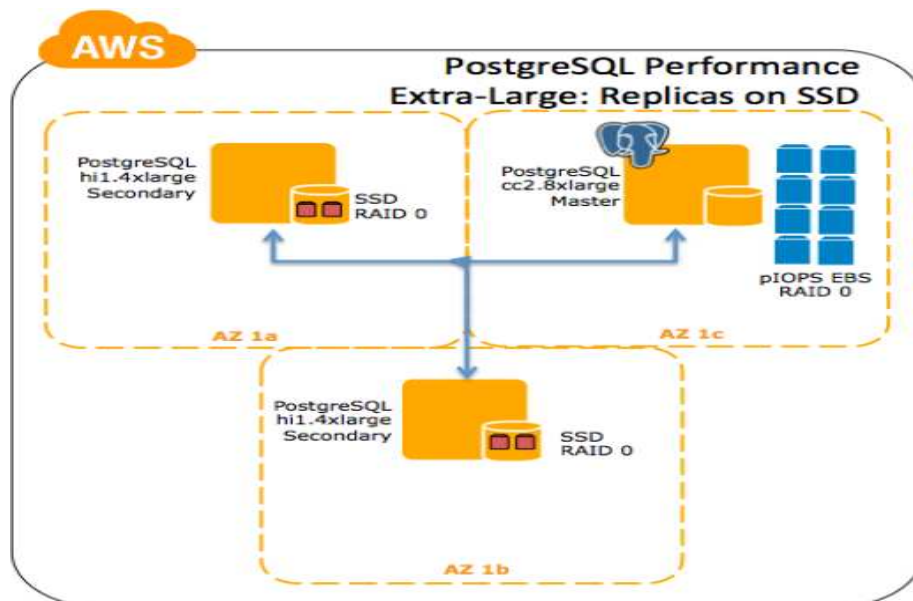 AWS
PostgreSQL Performance
Extra-Large: Replicas on SSD
PostgreSQL
hi1.4xlarge
Secondary
SSD
RAID 0
AZ 1a
PostgreSQL
cc2.8xlarge
Master
pIOPS EBS
RAID 0
AZ 1c
PostgreSQL
hi1.4xlarge
Secondary
SSD
RAID 0
AZ 1b